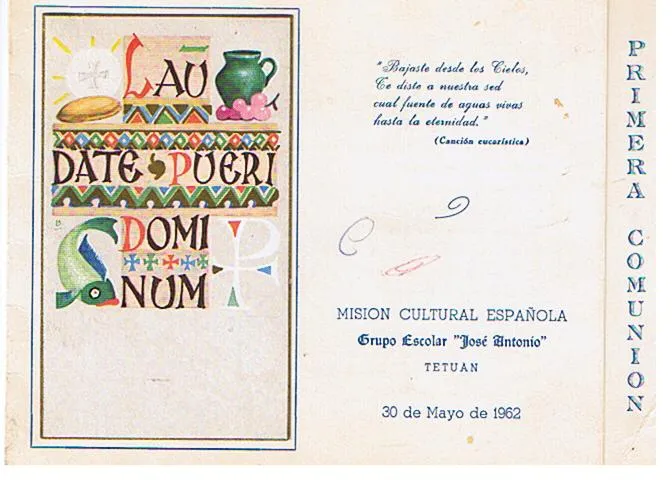 LAU
DATE PUERI
DOMI
NUM
"Bajaste desde los Cielos,
Te diste a nuestra sed
cual fuente de aguas vivas
hasta la eternidad."
(Canción eucarística)
MISION CULTURAL ESPAÑOLA
Grupo Escolar "José Antonio"
TETUAN
30 de Mayo de 1962
PRIMERA COMUNION